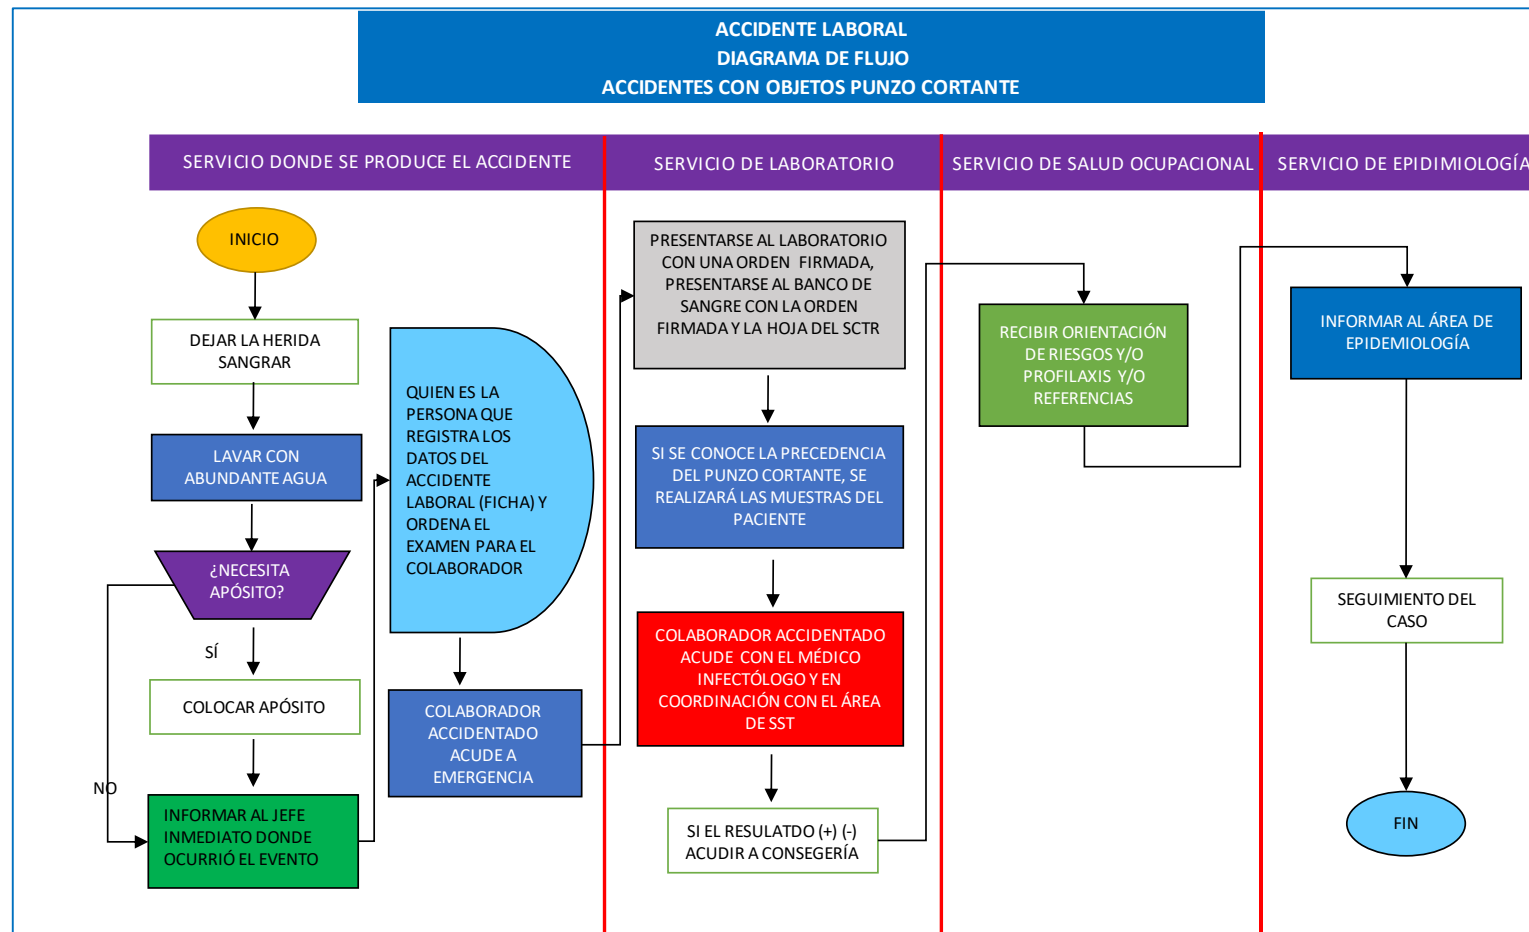 ACCIDENTE LABORAL
DIAGRAMA DE FLUJO
ACCIDENTES CON OBJETOS PUNZO CORTANTE
SERVICIO DONDE SE PRODUCE EL ACCIDENTE
SERVICIO DE LABORATORIO
SERVICIO DE SALUD OCUPACIONAL
SERVICIO DE EPIDIMIOLOGÍA
INICIO
DEJAR LA HERIDA
SANGRAR
LAVAR CON
ABUNDANTE AGUA
¿NECESITA
APÓSITO?
SÍ
COLOCAR APÓSITO
NO
INFORMAR AL JEFE
INMEDIATO DONDE
OCURRIÓ EL EVENTO
QUIEN ES LA
PERSONA QUE
REGISTRA LOS
DATOS DEL
ACCIDENTE
LABORAL (FICHA) Y
ORDENA EL
EXAMEN PARA EL
COLABORADOR
COLABORADOR
ACCIDENTADO
ACUDE A
EMERGENCIA
PRESENTARSE AL LABORATORIO
CON UNA ORDEN FIRMADA,
PRESENTARSE AL BANCO DE
SANGRE CON LA ORDEN
FIRMADA Y LA HOJA DEL SCTR
SI SE CONOCE LA PRECEDENCIA
DEL PUNZO CORTANTE, SE
REALIZARÁ LAS MUESTRAS DEL
PACIENTE
COLABORADOR ACCIDENTADO
ACUDE CON EL MÉDICO
INFECTÓLOGO Y EN
COORDINACIÓN CON EL ÁREA
DE SST
SI EL RESULATDO (+) (-)
ACUDIR A CONSEGERÍA
RECIBIR ORIENTACIÓN
DE RIESGOS Y/O
PROFILAXIS Y/O
REFERENCIAS
INFORMAR AL ÁREA DE
EPIDEMIOLOGÍA
SEGUIMIENTO DEL
CASO
FIN